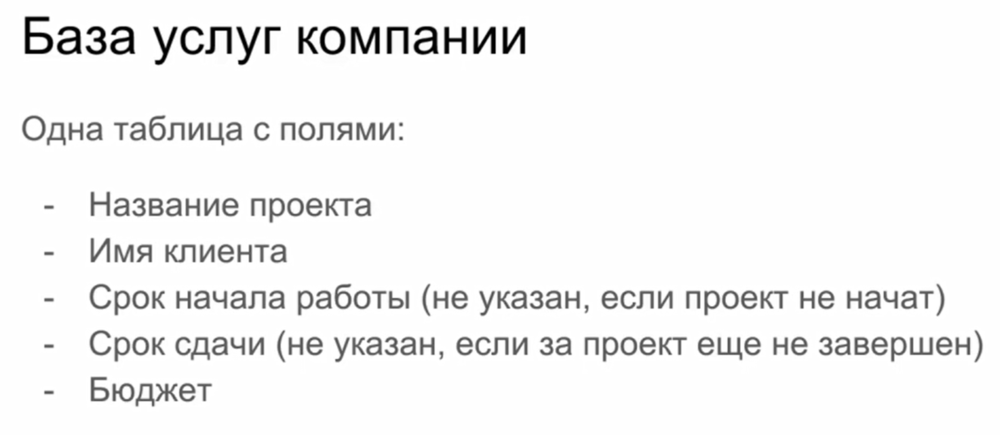 База услуг компании
Одна таблица с полями:
- Название проекта
- Имя клиента
- Срок начала работы (не указан, если проект не начат)
- Срок сдачи (не указан, если за проект еще не завершен)
- Бюджет